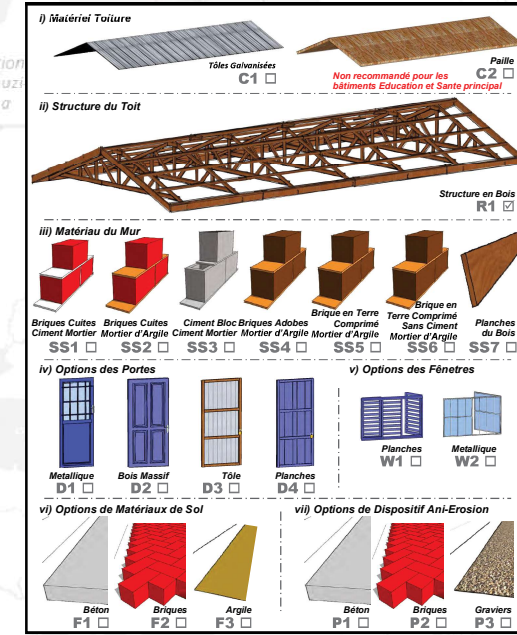 i) Matériel Toiture
Tôles Galvanisées
C1 ☐
Paille
C2 ☐
Non recommandé pour les
bâtiments Education et Sante principal
ii) Structure du Toit
Structure en Bois
R1 ☑
iii) Matériau du Mur
Briques Cuites
Ciment Mortier
SS1 ☐
Briques Cuites
Mortier d'Argile
SS2 ☐
Ciment Bloc
Ciment Mortier
SS3 ☐
Briques Adobes
Mortier d'Argile
SS4 ☐
Brique en Terre
Comprimé
Mortier d'Argile
SS5 ☐
Brique en
Terre Comprimé
Sans Ciment
Mortier d'Argile
SS6 ☐
Planches
du Bois
SS7 ☐
iv) Options des Portes
Metallique
D1 ☐
Bois Massif
D2 ☐
Tôle
D3 ☐
Planches
D4 ☐
v) Options des Fênetres
Planches
W1 ☐
Metallique
W2 ☐
vi) Options de Matériaux de Sol
Béton
F1 ☐
Briques
F2 ☐
Argile
F3 ☐
vii) Options de Dispositif Ani-Erosion
Béton
P1 ☐
Briques
P2 ☐
Graviers
P3 ☐